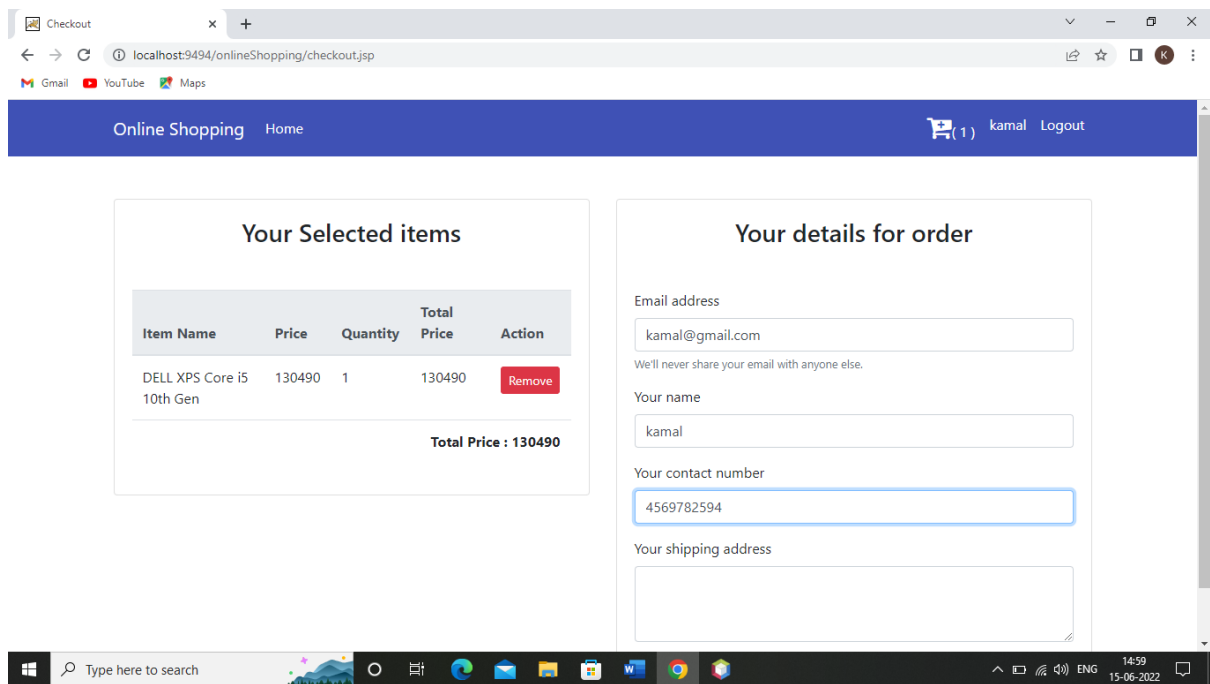 Checkout
localhost:9494/onlineShopping/checkout.jsp
K
Gmail YouTube Maps
Online Shopping Home (1) kamal Logout
Your Selected items
Item Name Price Quantity Total Price Action
DELL XPS Core i5 10th Gen 130490 1 130490 Remove
Total Price : 130490
Your details for order
Email address
kamal@gmail.com
We'll never share your email with anyone else.
Your name
kamal
Your contact number
4569782594
Your shipping address
Type here to search
W
ENG
14:59
15-06-2022